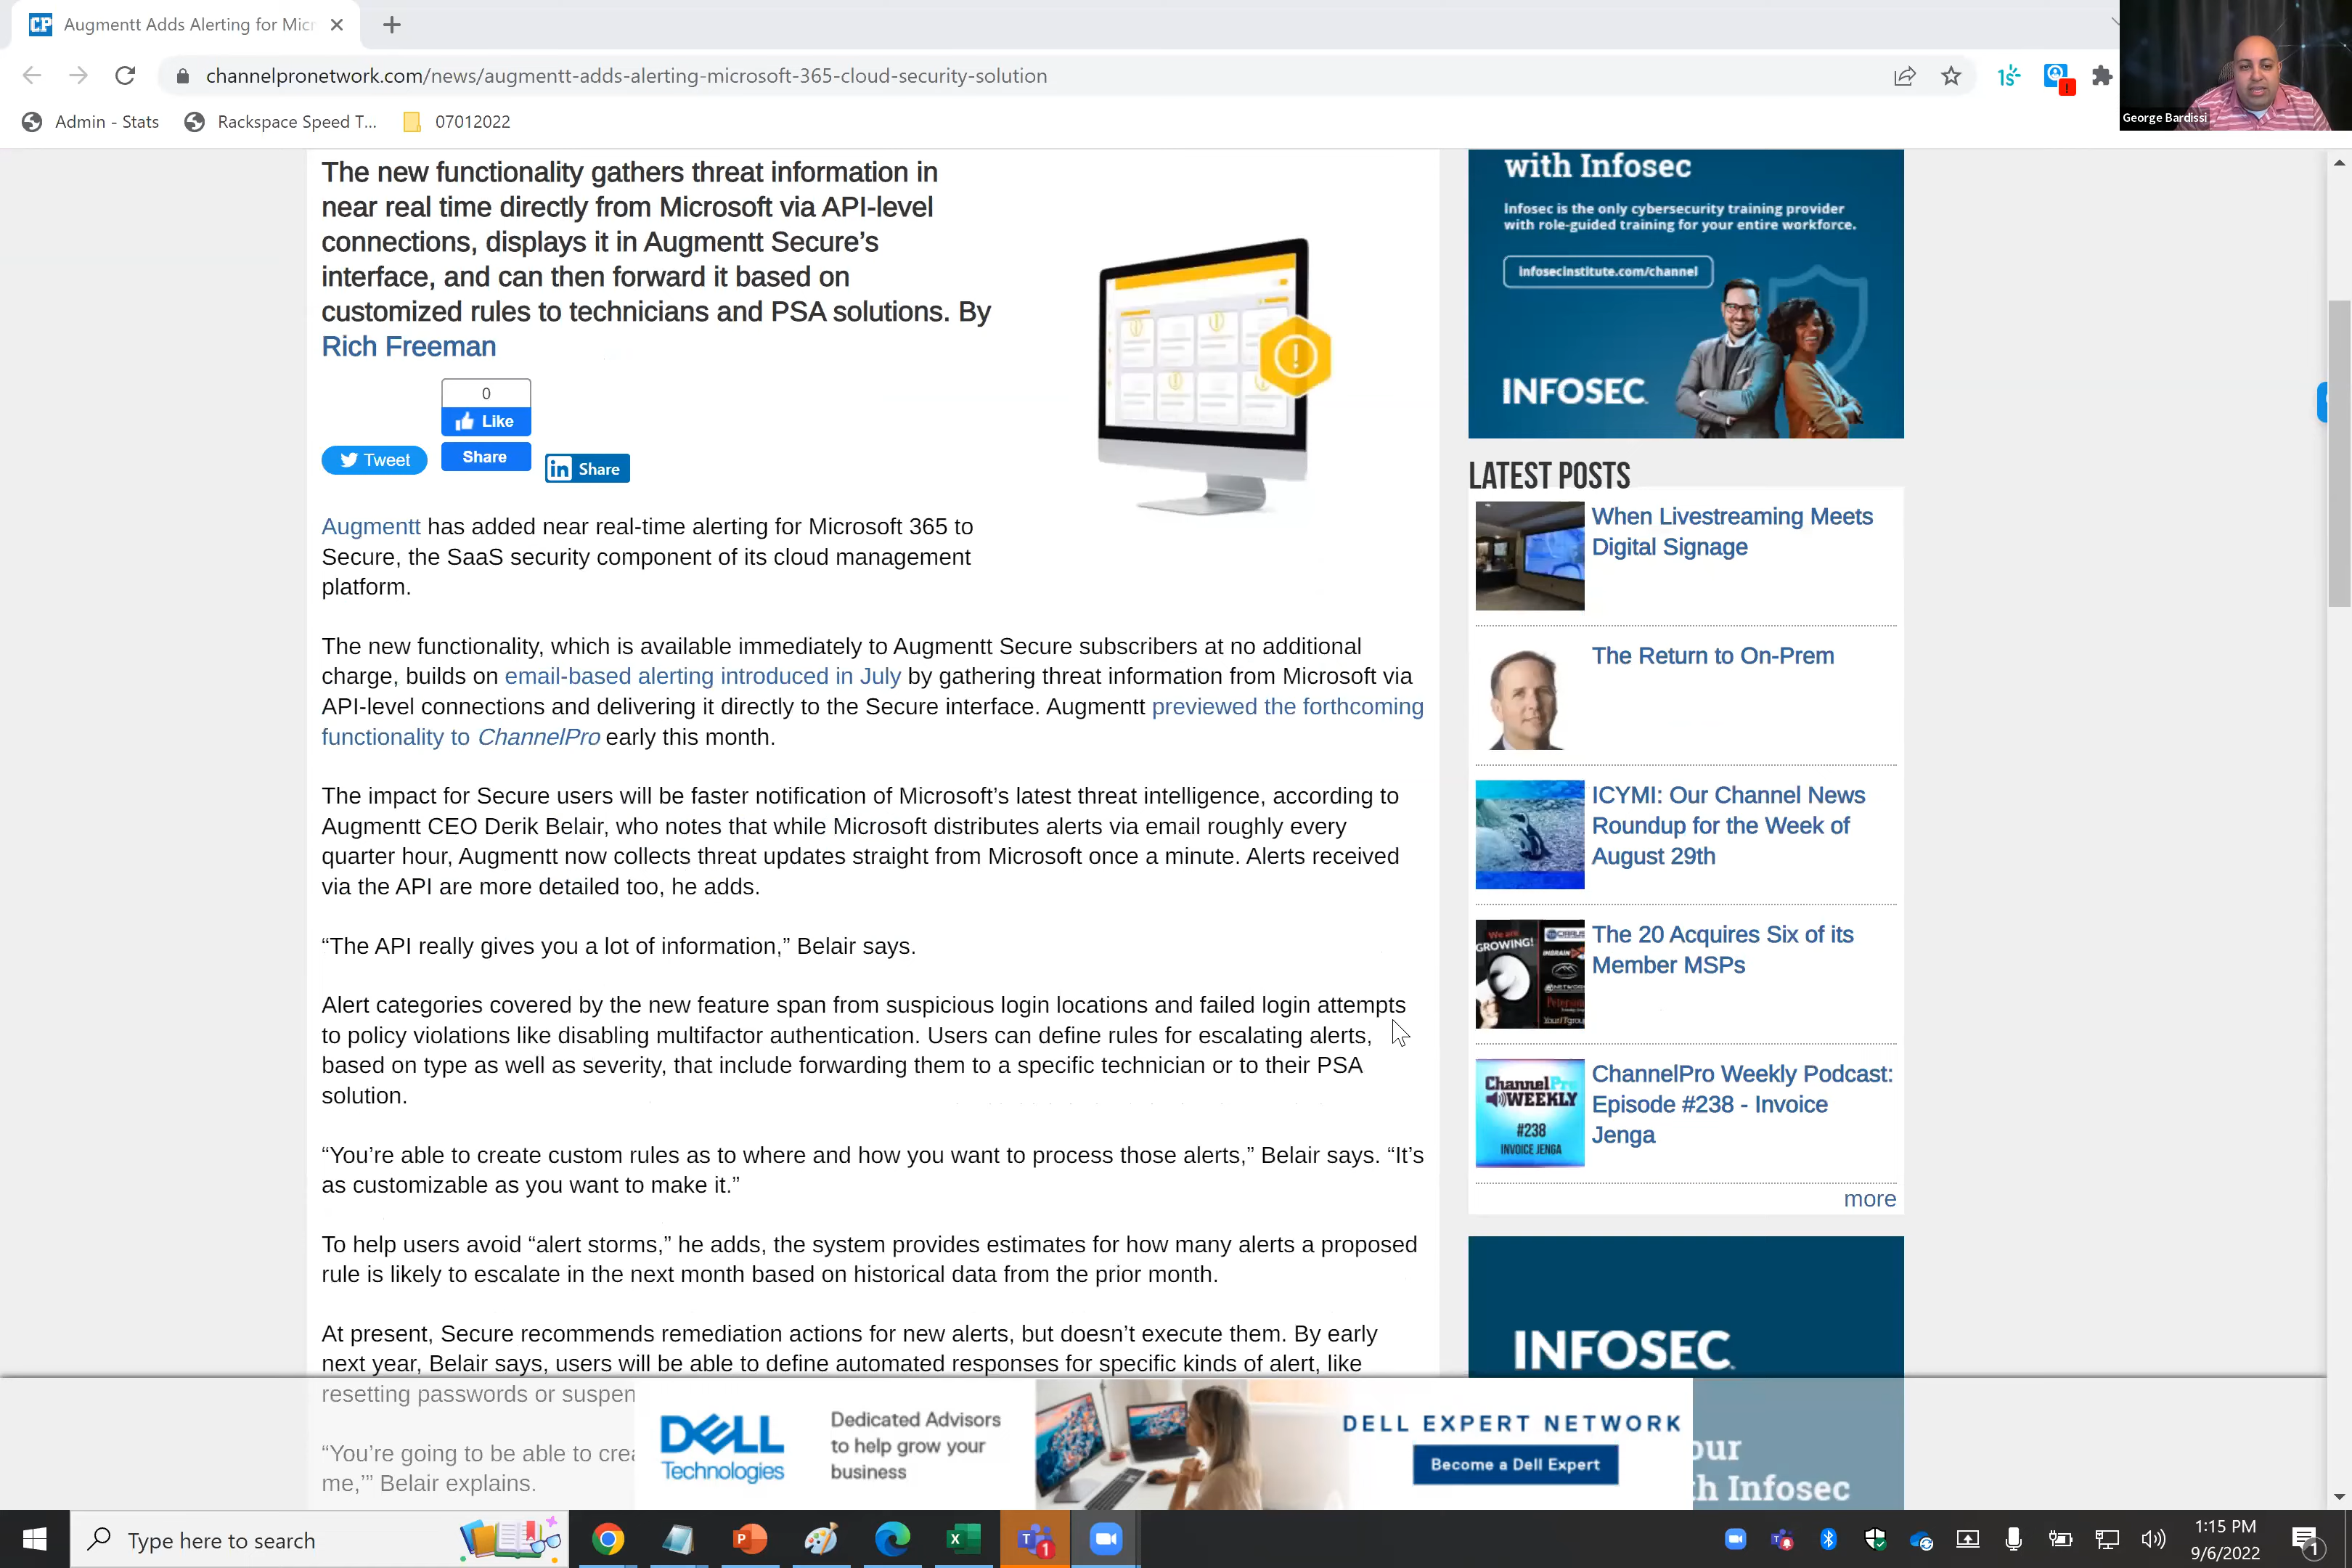 Augmentt Adds Alerting for Micr
channelpronetwork.com/news/augmentt-adds-alerting-microsoft-365-cloud-security-solution
Admin - Stats
Rackspace Speed T...
07012022
George Bardissi
The new functionality gathers threat information in
near real time directly from Microsoft via API-level
connections, displays it in Augmentt Secure’s
interface, and can then forward it based on
customized rules to technicians and PSA solutions. By
Rich Freeman
0
Like
Tweet
Share
in Share
Augmentt has added near real-time alerting for Microsoft 365 to
Secure, the SaaS security component of its cloud management
platform.
The new functionality, which is available immediately to Augmentt Secure subscribers at no additional
charge, builds on email-based alerting introduced in July by gathering threat information from Microsoft via
API-level connections and delivering it directly to the Secure interface. Augmentt previewed the forthcoming
functionality to ChannelPro early this month.
The impact for Secure users will be faster notification of Microsoft’s latest threat intelligence, according to
Augmentt CEO Derik Belair, who notes that while Microsoft distributes alerts via email roughly every
quarter hour, Augmentt now collects threat updates straight from Microsoft once a minute. Alerts received
via the API are more detailed too, he adds.
“The API really gives you a lot of information,” Belair says.
Alert categories covered by the new feature span from suspicious login locations and failed login attempts
to policy violations like disabling multifactor authentication. Users can define rules for escalating alerts,
based on type as well as severity, that include forwarding them to a specific technician or to their PSA
solution.
“You’re able to create custom rules as to where and how you want to process those alerts,” Belair says. “It’s
as customizable as you want to make it.”
To help users avoid “alert storms,” he adds, the system provides estimates for how many alerts a proposed
rule is likely to escalate in the next month based on historical data from the prior month.
At present, Secure recommends remediation actions for new alerts, but doesn’t execute them. By early
next year, Belair says, users will be able to define automated responses for specific kinds of alert, like
resetting passwords or suspen
“You’re going to be able to crea
me,’” Belair explains.
with Infosec
Infosec is the only cybersecurity training provider
with role-guided training for your entire workforce.
infosecinstitute.com/channel
INFOSEC
LATEST POSTS
When Livestreaming Meets
Digital Signage
The Return to On-Prem
ICYMI: Our Channel News
Roundup for the Week of
August 29th
We are
GROWING!
The 20 Acquires Six of its
Member MSPs
ChannelPro
WEEKLY
#238
INVOICE JENGA
ChannelPro Weekly Podcast:
Episode #238 - Invoice
Jenga
more
INFOSEC
our
th Infosec
DELL
Technologies
Dedicated Advisors
to help grow your
business
DELL EXPERT NETWORK
Become a Dell Expert
Type here to search
1:15 PM
9/6/2022